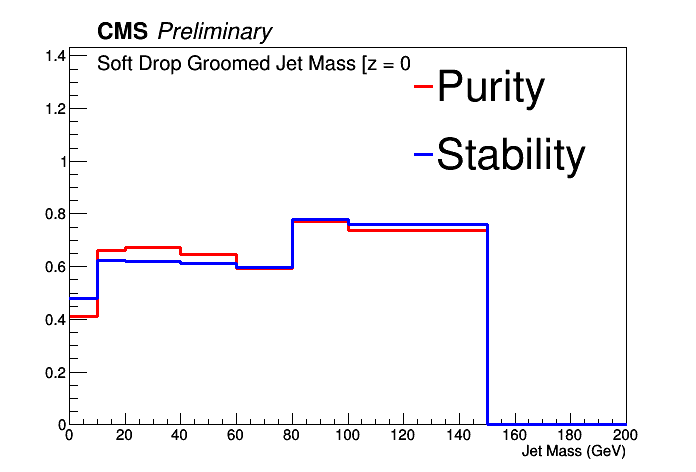 CMS Preliminary
Soft Drop Groomed Jet Mass [z = 0
Purity
Stability
1.4
1.2
1
0.8
0.6
0.4
0.2
0
0 20 40 60 80 100 120 140 160 180 200
Jet Mass (GeV)